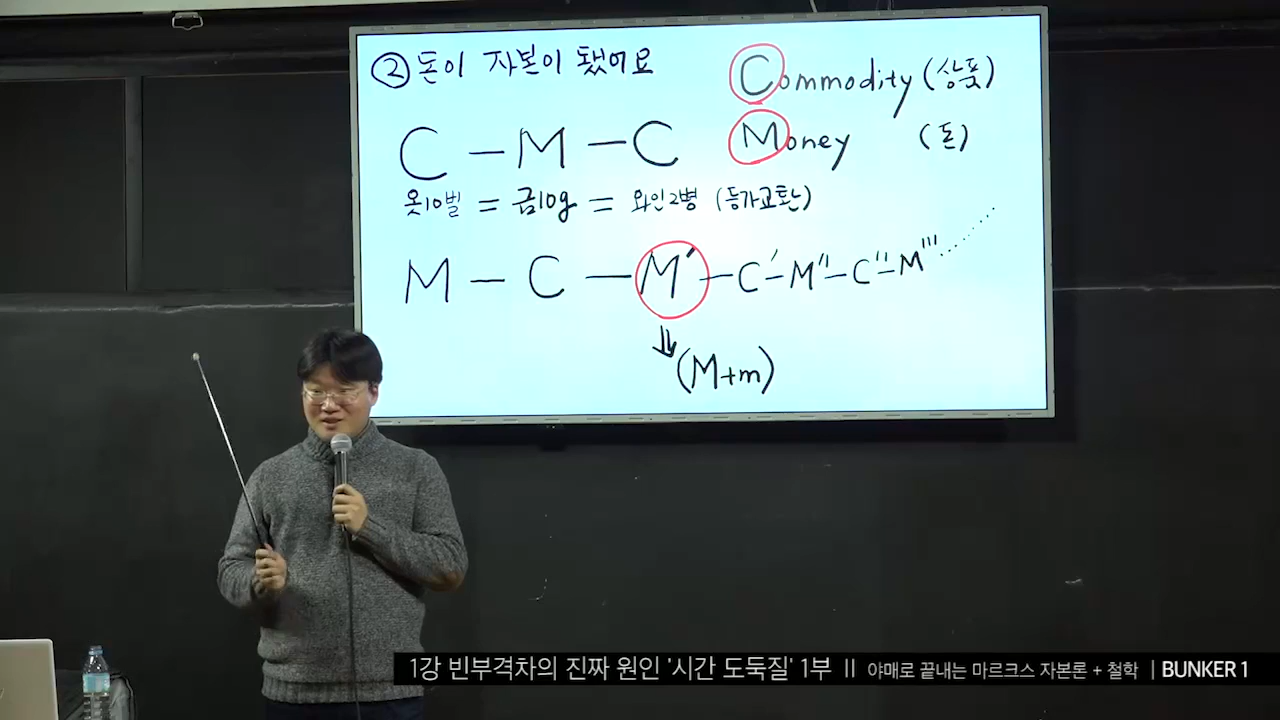 ② 돈이 자본이 됐어요
Commodity (상품)
Money (돈)
C – M – C
옷10벌 = 금10g = 와인2병 (등가교환)
M – C – M' – C' – M'' – C'' – M''' ..........
⇓
(M+m)
1강 빈부격차의 진짜 원인 '시간 도둑질' 1부 II 야매로 끝내는 마르크스 자본론 + 철학 | BUNKER 1